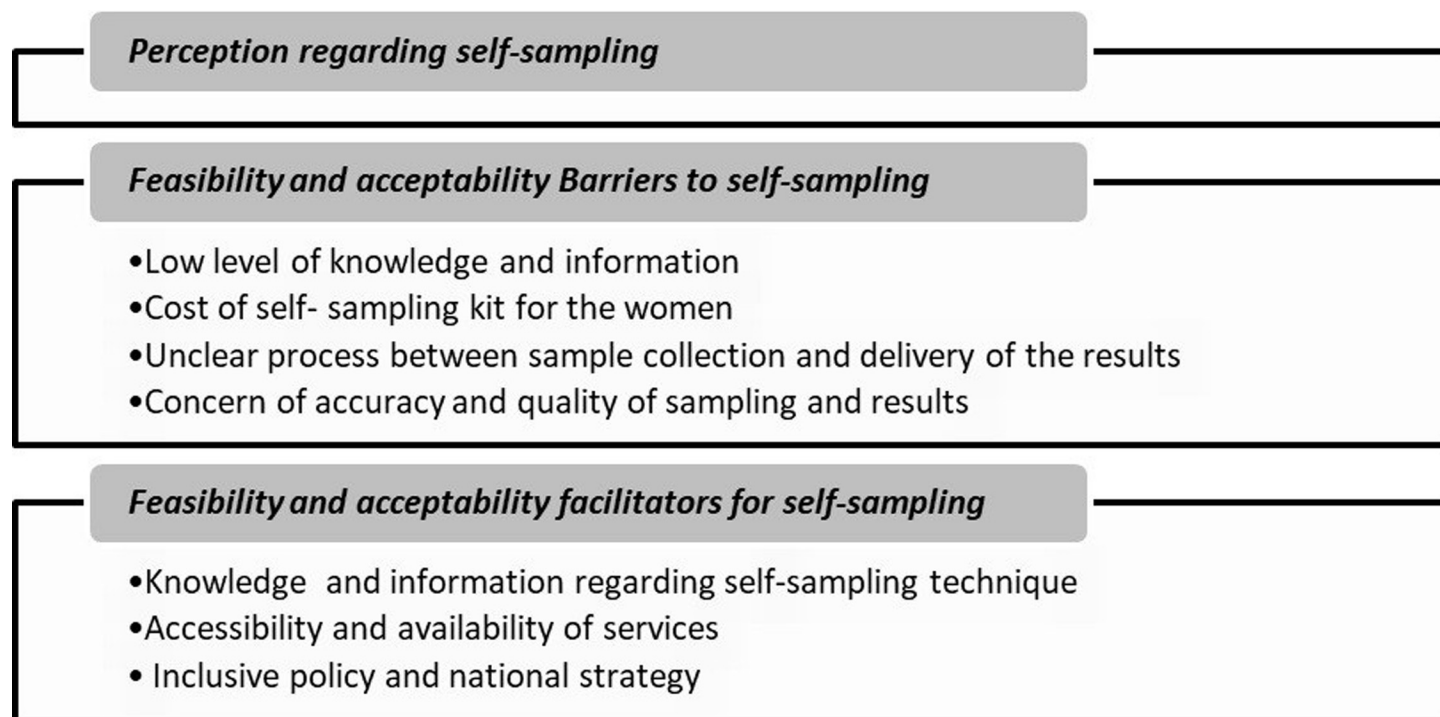 Perception regarding self-sampling
Feasibility and acceptability Barriers to self-sampling
•Low level of knowledge and information
•Cost of self- sampling kit for the women
•Unclear process between sample collection and delivery of the results
•Concern of accuracy and quality of sampling and results
Feasibility and acceptability facilitators for self-sampling
•Knowledge and information regarding self-sampling technique
•Accessibility and availability of services
• Inclusive policy and national strategy